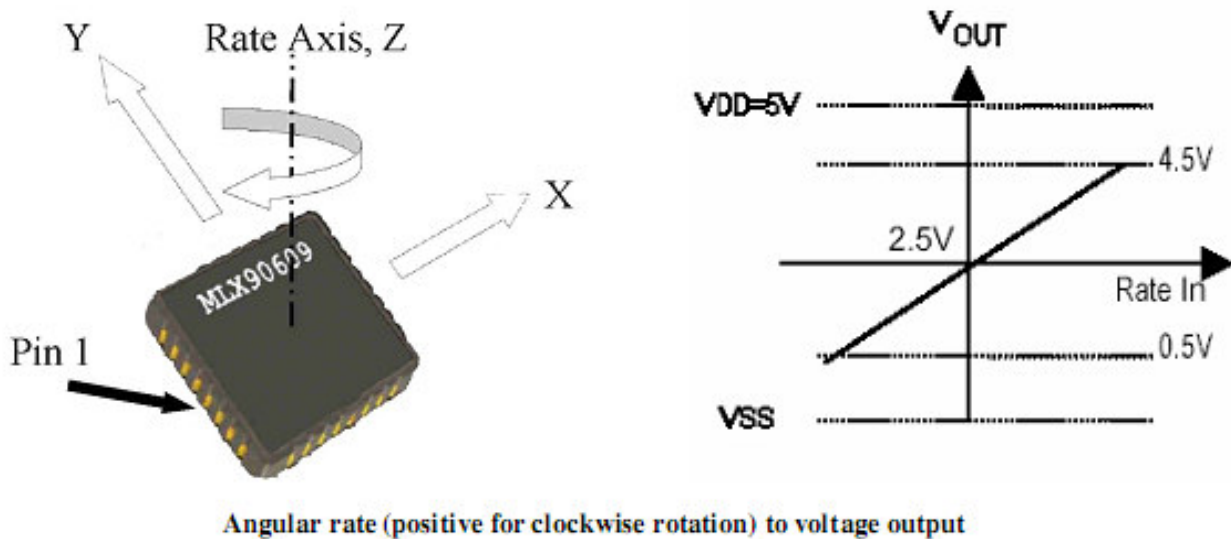 Y
Rate Axis, Z
X
MLX90609
Pin 1
VOUT
VDD=5V
4.5V
2.5V
Rate In
0.5V
VSS
Angular rate (positive for clockwise rotation) to voltage output